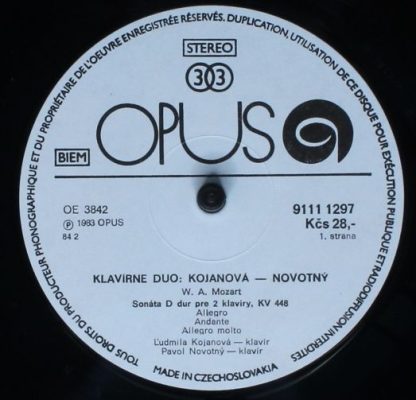 TOUS DROITS DU PRODUCTEUR PHONOGRAPHIQUE ET DU PROPRIÉTAIRE DE L'OEUVRE ENREGISTRÉE RÉSERVÉS. DUPLICATION, UTILISATION DE CE DISQUE POUR EXÉCUTION PUBLIQUE ET RADIODIFFUSION INTERDITES
STEREO
33
OPUS
BIEM
OE 3842
℗ 1983 OPUS
84 2
9111 1297
Kčs 28,-
1. strana
KLAVIRNE DUO: KOJANOVÁ — NOVOTNÝ
W. A. Mozart
Sonáta D dur pre 2 klaviry, KV 448
Allegro
Andante
Allegro molto
Ľudmila Kojanová — klavír
Pavol Novotný — klavír
MADE IN CZECHOSLOVAKIA